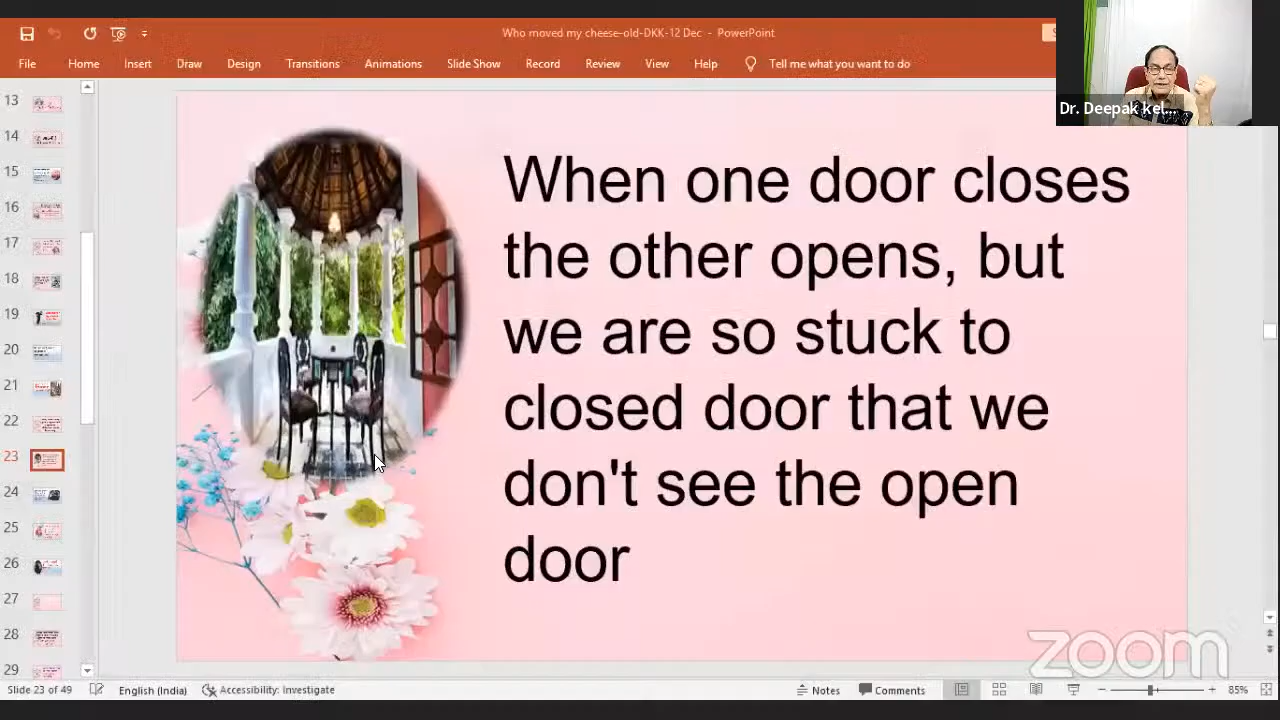 Who moved my cheese-old-DKK-12 Dec - PowerPoint
File Home Insert Draw Design Transitions Animations Slide Show Record Review View Help Tell me what you want to do
Dr. Deepak kel...
13
14
15
16
17
18
19
20
21
22
23
24
25
26
27
28
29
When one door closes
the other opens, but
we are so stuck to
closed door that we
don't see the open
door
zoom
Slide 23 of 49 English (India) Accessibility: Investigate Notes Comments 85%